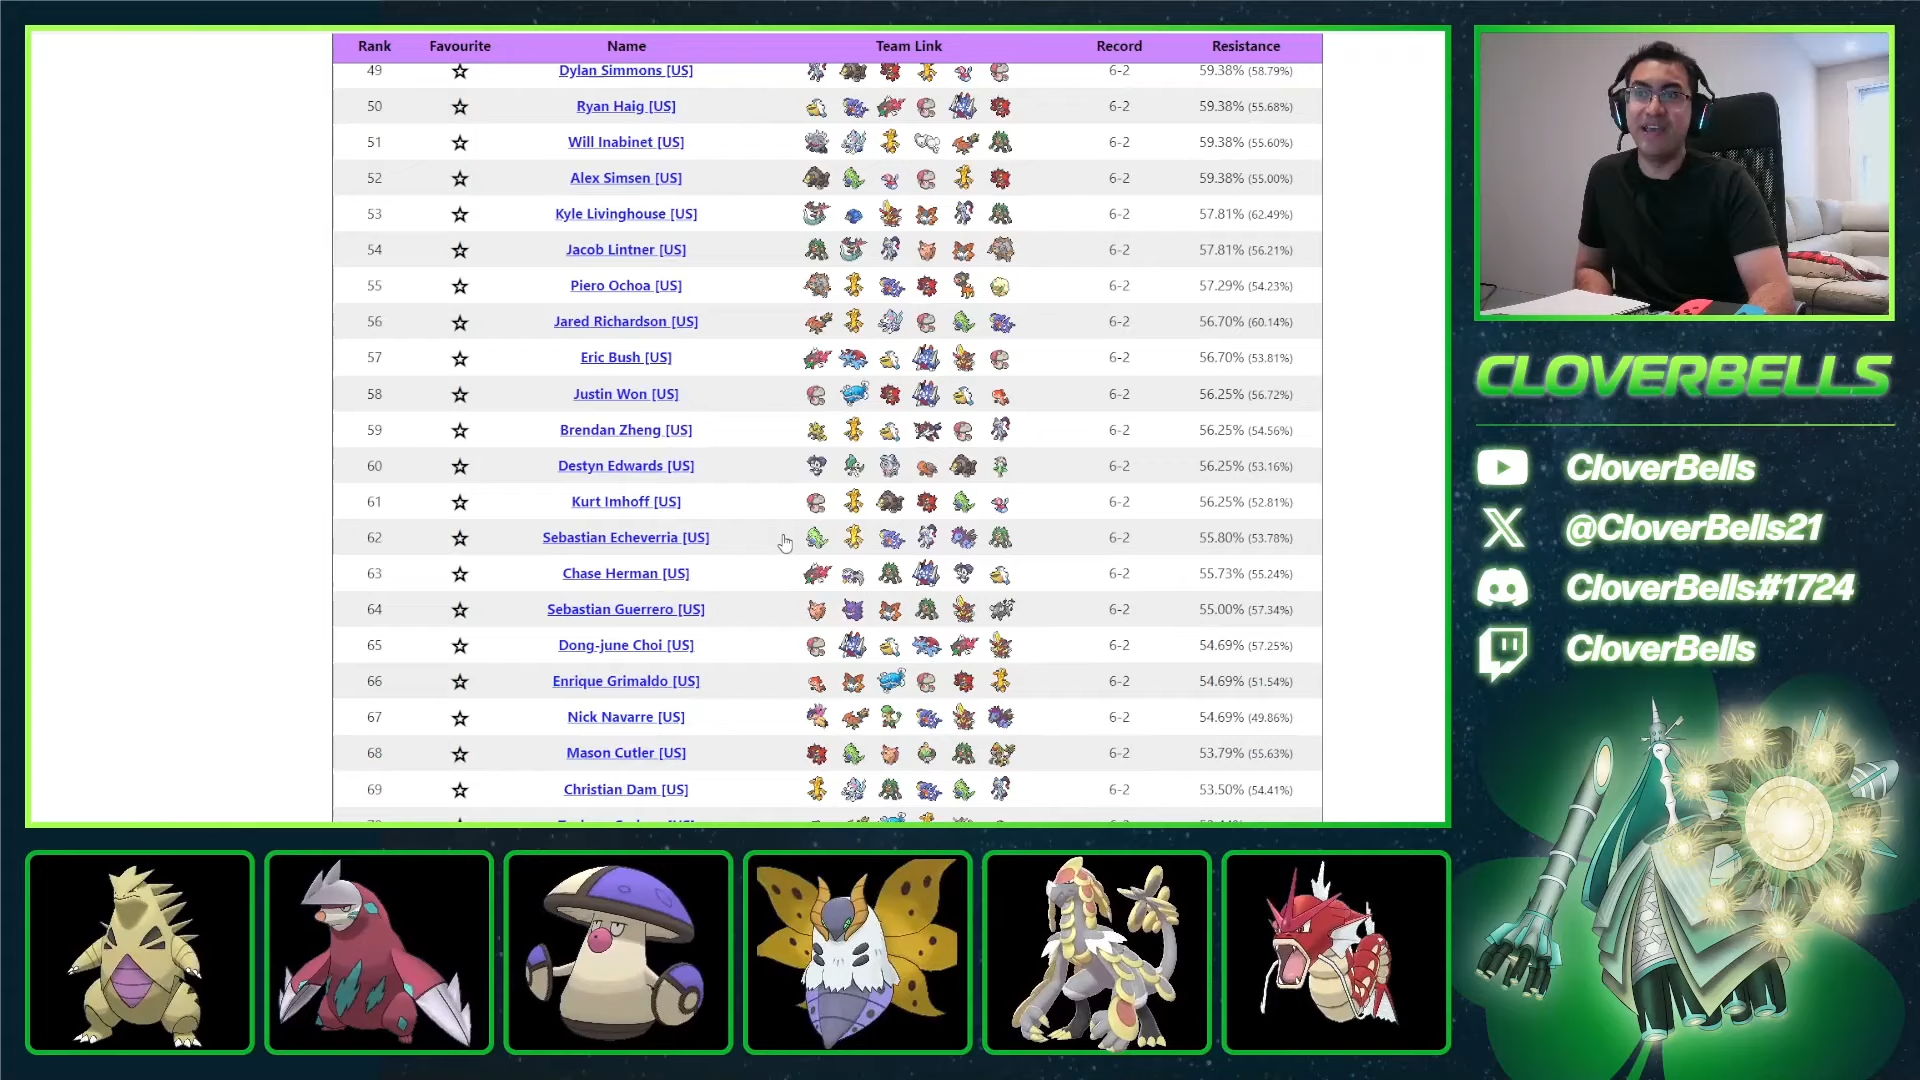 Rank Favourite Name Team Link Record Resistance
49 Dylan Simmons [US] 6-2 59.38% (58.79%)
50 Ryan Haig [US] 6-2 59.38% (55.68%)
51 Will Inabinet [US] 6-2 59.38% (55.60%)
52 Alex Simsen [US] 6-2 59.38% (55.00%)
53 Kyle Livinghouse [US] 6-2 57.81% (62.49%)
54 Jacob Lintner [US] 6-2 57.81% (56.21%)
55 Piero Ochoa [US] 6-2 57.29% (54.23%)
56 Jared Richardson [US] 6-2 56.70% (60.14%)
57 Eric Bush [US] 6-2 56.70% (53.81%)
58 Justin Won [US] 6-2 56.25% (56.72%)
59 Brendan Zheng [US] 6-2 56.25% (54.56%)
60 Destyn Edwards [US] 6-2 56.25% (53.16%)
61 Kurt Imhoff [US] 6-2 56.25% (52.81%)
62 Sebastian Echeverria [US] 6-2 55.80% (53.78%)
63 Chase Herman [US] 6-2 55.73% (55.24%)
64 Sebastian Guerrero [US] 6-2 55.00% (57.34%)
65 Dong-june Choi [US] 6-2 54.69% (57.25%)
66 Enrique Grimaldo [US] 6-2 54.69% (51.54%)
67 Nick Navarre [US] 6-2 54.69% (49.86%)
68 Mason Cutler [US] 6-2 53.79% (55.63%)
69 Christian Dam [US] 6-2 53.50% (54.41%)
CLOVERBELLS
CloverBells
@CloverBells21
CloverBells#1724
CloverBells